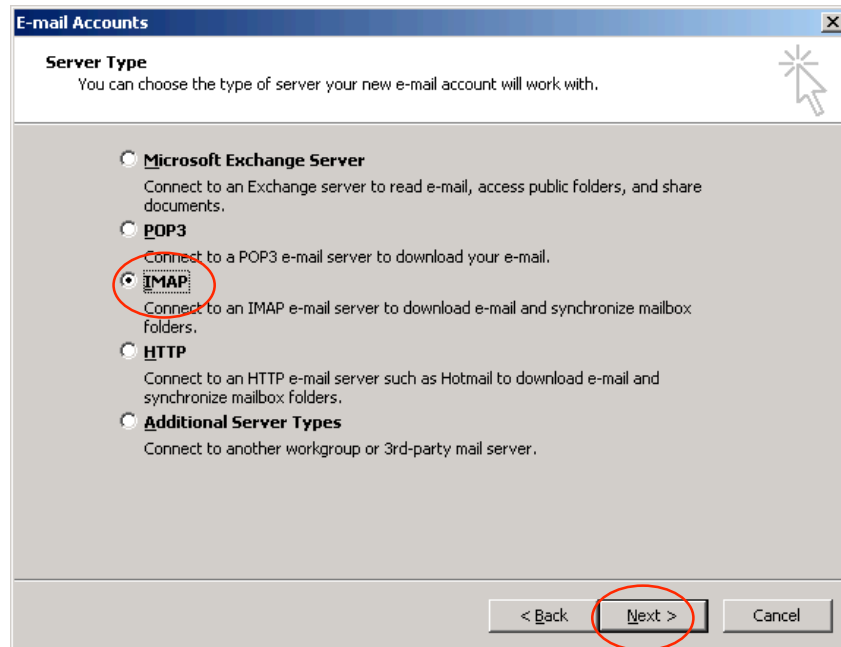 E-mail Accounts
Server Type
You can choose the type of server your new e-mail account will work with.
Microsoft Exchange Server
Connect to an Exchange server to read e-mail, access public folders, and share
documents.
POP3
Connect to a POP3 e-mail server to download your e-mail.
IMAP
Connect to an IMAP e-mail server to download e-mail and synchronize mailbox
folders.
HTTP
Connect to an HTTP e-mail server such as Hotmail to download e-mail and
synchronize mailbox folders.
Additional Server Types
Connect to another workgroup or 3rd-party mail server.
< Back Next > Cancel